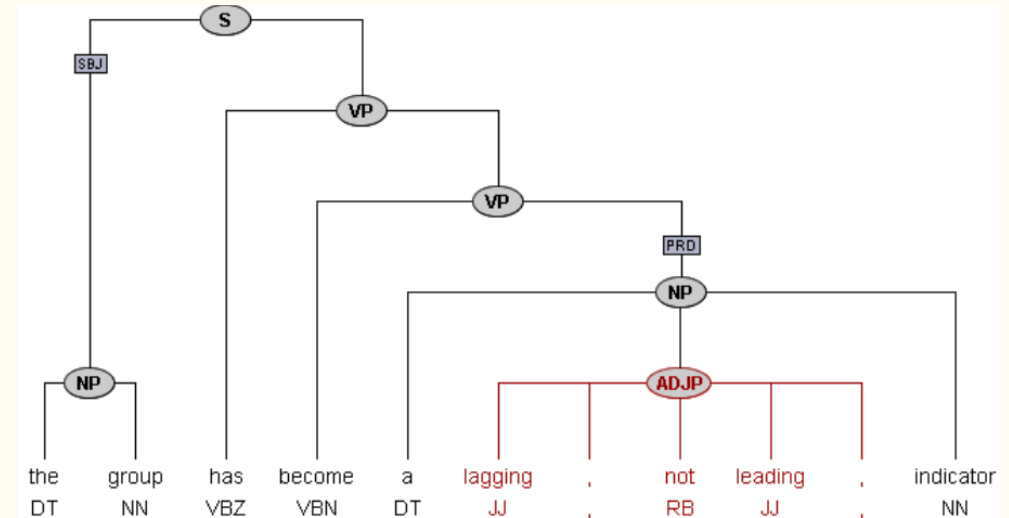 S
SBJ
VP
VP
PRD
NP
NP ADJP
the group has become a lagging , not leading , indicator
DT NN VBZ VBN DT JJ , RB JJ , NN